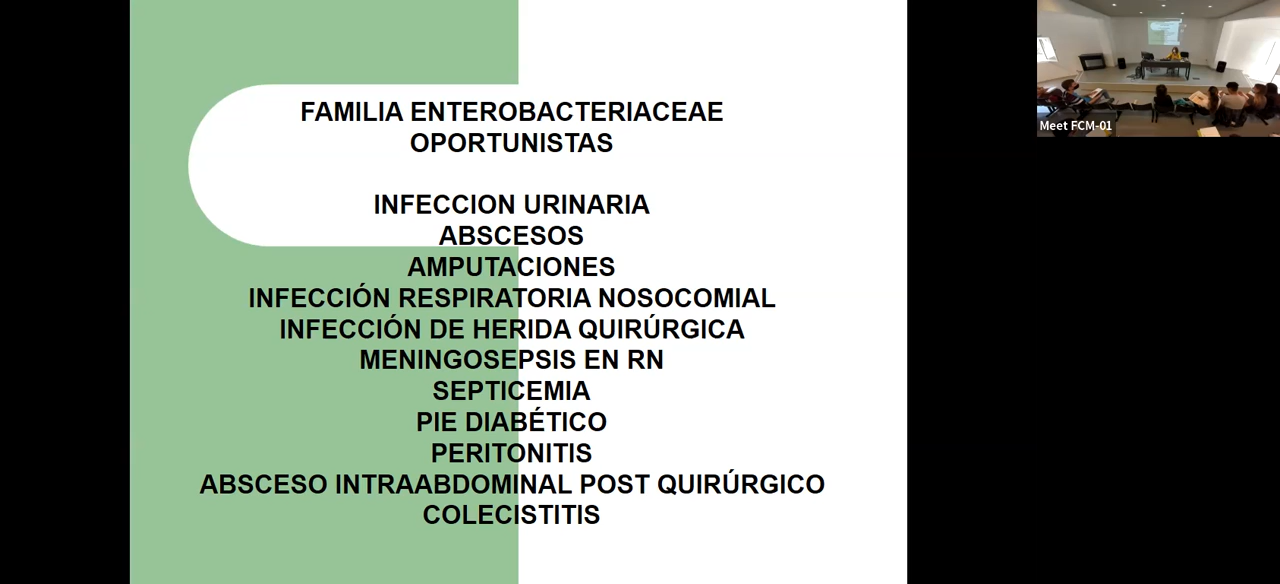 FAMILIA ENTEROBACTERIACEAE
OPORTUNISTAS
INFECCION URINARIA
ABSCESOS
AMPUTACIONES
INFECCIÓN RESPIRATORIA NOSOCOMIAL
INFECCIÓN DE HERIDA QUIRÚRGICA
MENINGOSEPSIS EN RN
SEPTICEMIA
PIE DIABÉTICO
PERITONITIS
ABSCESO INTRAABDOMINAL POST QUIRÚRGICO
COLECISTITIS
Meet FCM-01